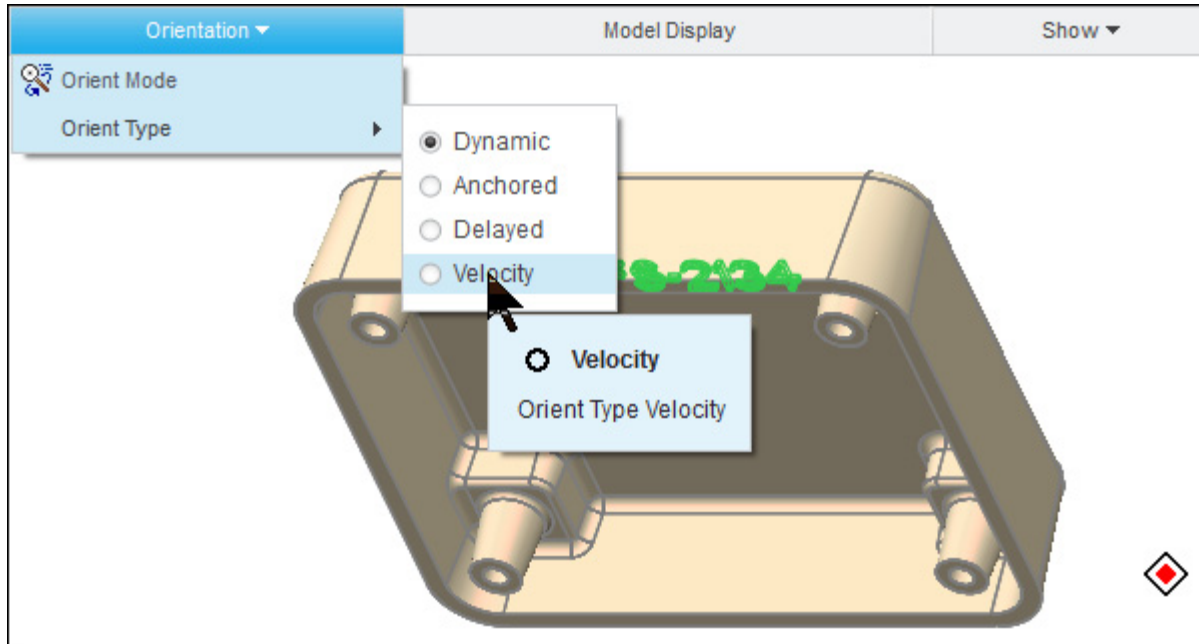 Orientation
Model Display
Show
Orient Mode
Orient Type
Dynamic
Anchored
Delayed
Velocity
Velocity
Orient Type Velocity